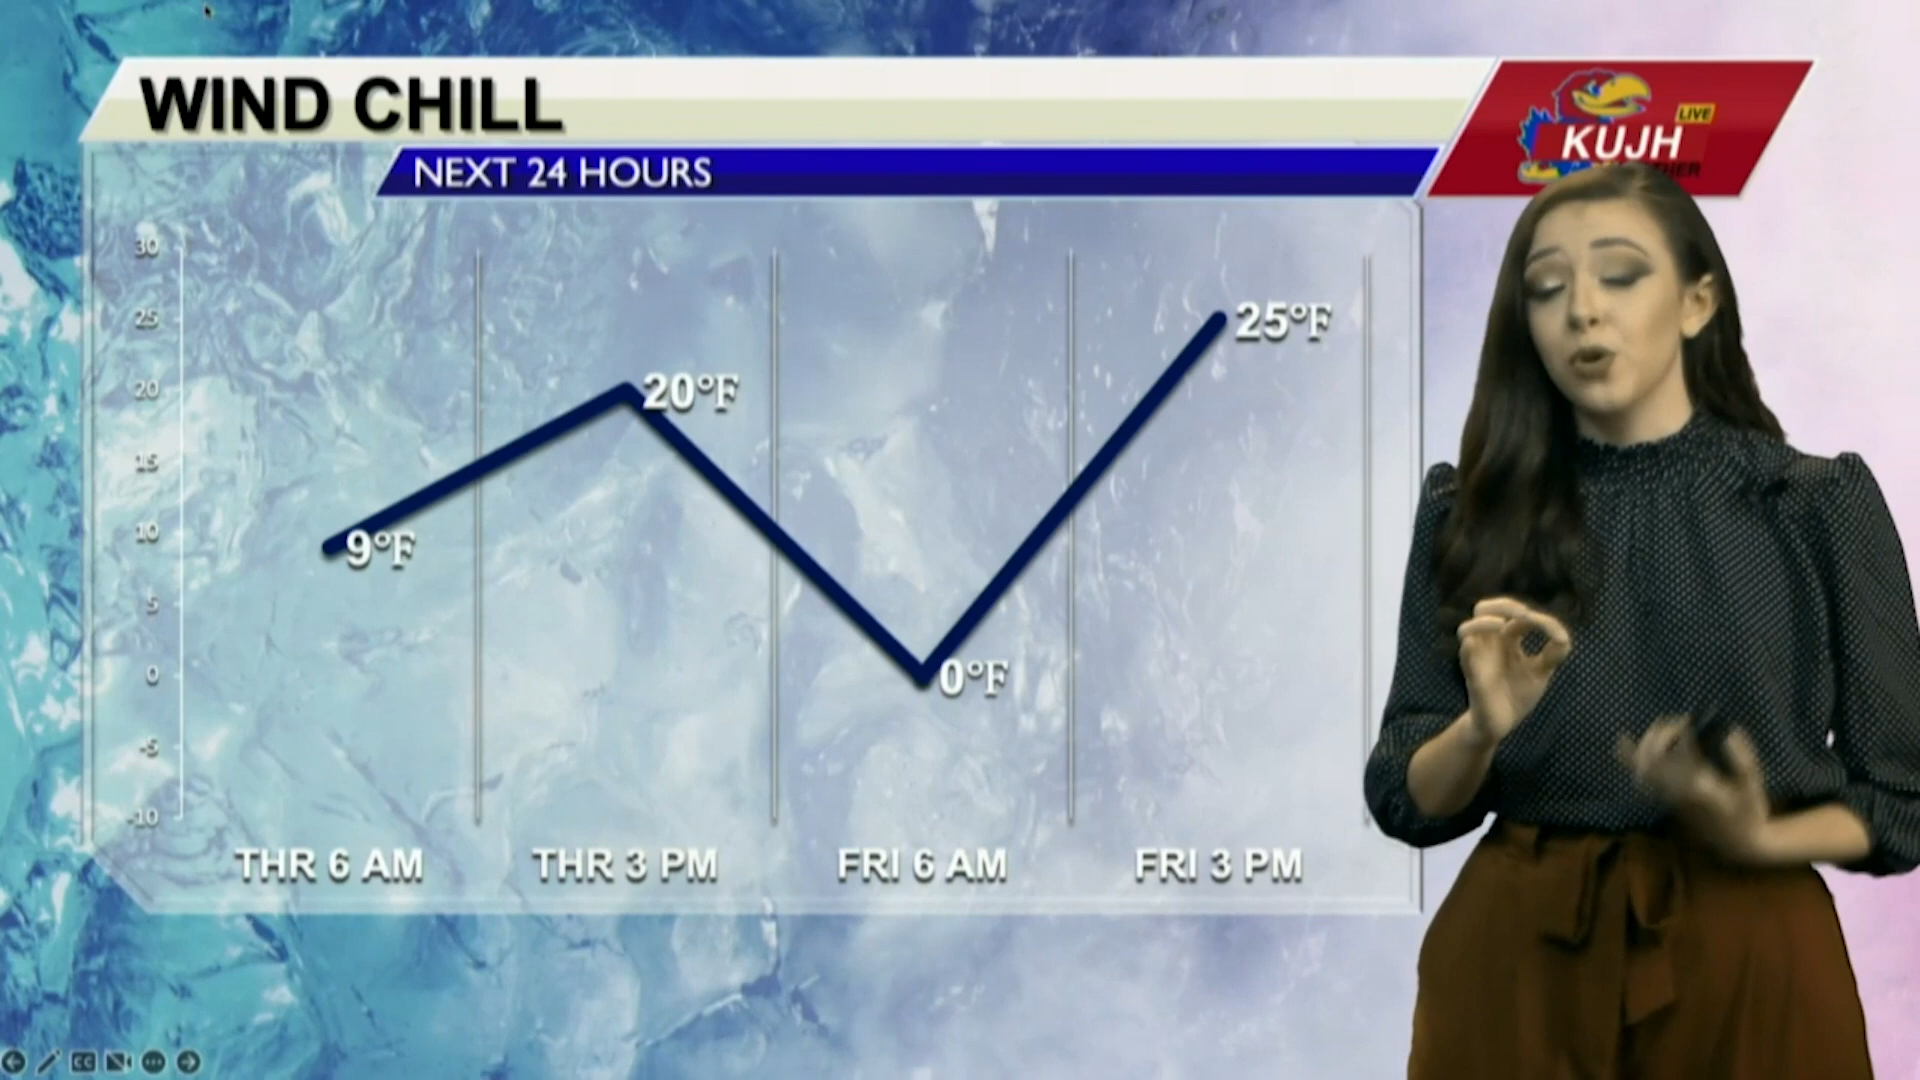 WIND CHILL
NEXT 24 HOURS
LIVE
KUJH
30
25
20
15
10
5
0
-5
-10
9°F
20°F
0°F
25°F
THR 6 AM
THR 3 PM
FRI 6 AM
FRI 3 PM
CC